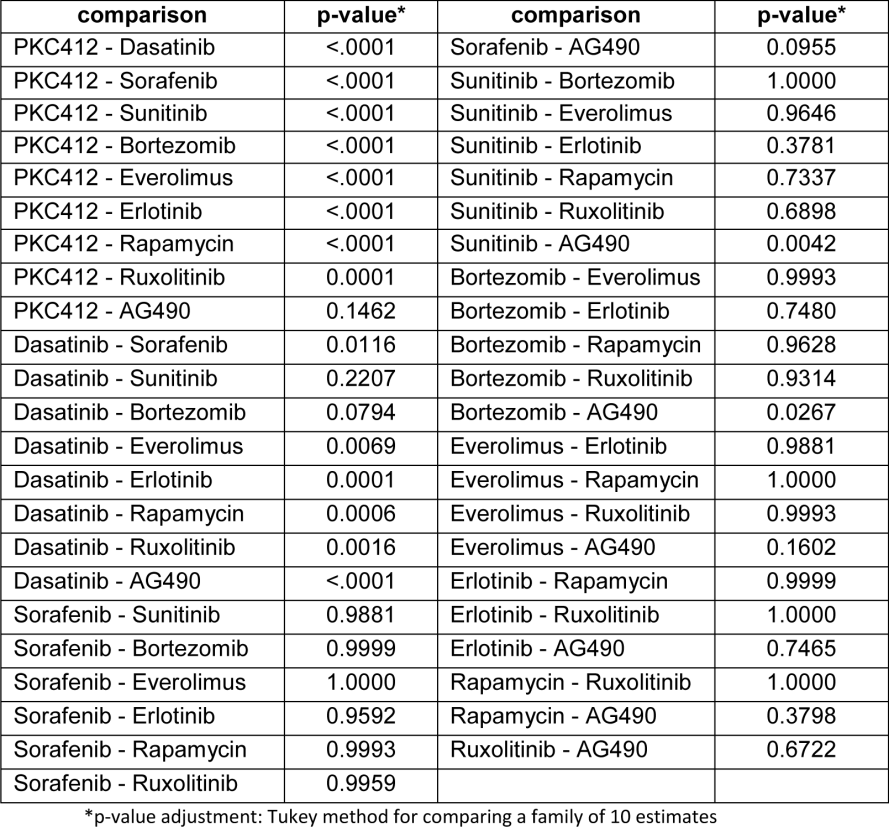 comparison p-value* comparison p-value*
PKC412 - Dasatinib <.0001 Sorafenib - AG490 0.0955
PKC412 - Sorafenib <.0001 Sunitinib - Bortezomib 1.0000
PKC412 - Sunitinib <.0001 Sunitinib - Everolimus 0.9646
PKC412 - Bortezomib <.0001 Sunitinib - Erlotinib 0.3781
PKC412 - Everolimus <.0001 Sunitinib - Rapamycin 0.7337
PKC412 - Erlotinib <.0001 Sunitinib - Ruxolitinib 0.6898
PKC412 - Rapamycin <.0001 Sunitinib - AG490 0.0042
PKC412 - Ruxolitinib 0.0001 Bortezomib - Everolimus 0.9993
PKC412 - AG490 0.1462 Bortezomib - Erlotinib 0.7480
Dasatinib - Sorafenib 0.0116 Bortezomib - Rapamycin 0.9628
Dasatinib - Sunitinib 0.2207 Bortezomib - Ruxolitinib 0.9314
Dasatinib - Bortezomib 0.0794 Bortezomib - AG490 0.0267
Dasatinib - Everolimus 0.0069 Everolimus - Erlotinib 0.9881
Dasatinib - Erlotinib 0.0001 Everolimus - Rapamycin 1.0000
Dasatinib - Rapamycin 0.0006 Everolimus - Ruxolitinib 0.9993
Dasatinib - Ruxolitinib 0.0016 Everolimus - AG490 0.1602
Dasatinib - AG490 <.0001 Erlotinib - Rapamycin 0.9999
Sorafenib - Sunitinib 0.9881 Erlotinib - Ruxolitinib 1.0000
Sorafenib - Bortezomib 0.9999 Erlotinib - AG490 0.7465
Sorafenib - Everolimus 1.0000 Rapamycin - Ruxolitinib 1.0000
Sorafenib - Erlotinib 0.9592 Rapamycin - AG490 0.3798
Sorafenib - Rapamycin 0.9993 Ruxolitinib - AG490 0.6722
Sorafenib - Ruxolitinib 0.9959
*p-value adjustment: Tukey method for comparing a family of 10 estimates